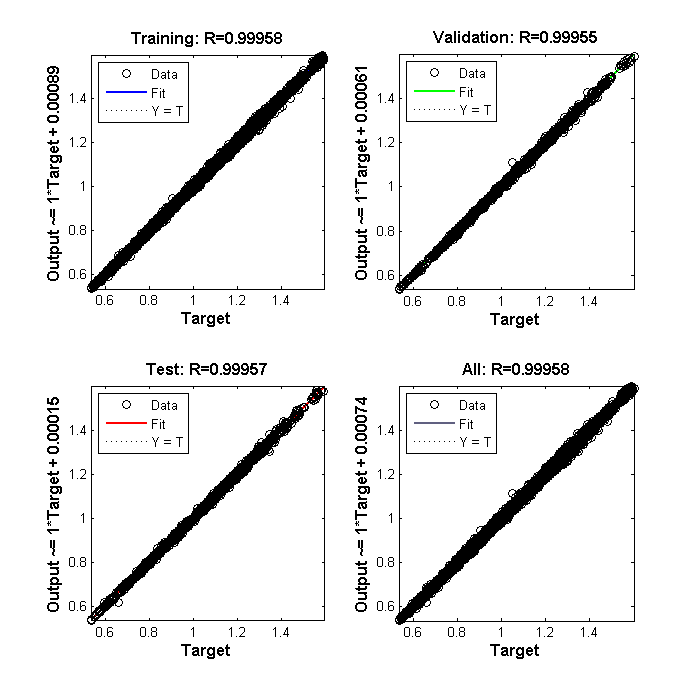 Training: R=0.99958
Output ~= 1*Target + 0.00089
Data
Fit
Y = T
1.4
1.2
1
0.8
0.6
0.6 0.8 1 1.2 1.4
Target
Validation: R=0.99955
Output ~= 1*Target + 0.00061
Data
Fit
Y = T
1.4
1.2
1
0.8
0.6
0.6 0.8 1 1.2 1.4
Target
Test: R=0.99957
Output ~= 1*Target + 0.00015
Data
Fit
Y = T
1.4
1.2
1
0.8
0.6
0.6 0.8 1 1.2 1.4
Target
All: R=0.99958
Output ~= 1*Target + 0.00074
Data
Fit
Y = T
1.4
1.2
1
0.8
0.6
0.6 0.8 1 1.2 1.4
Target